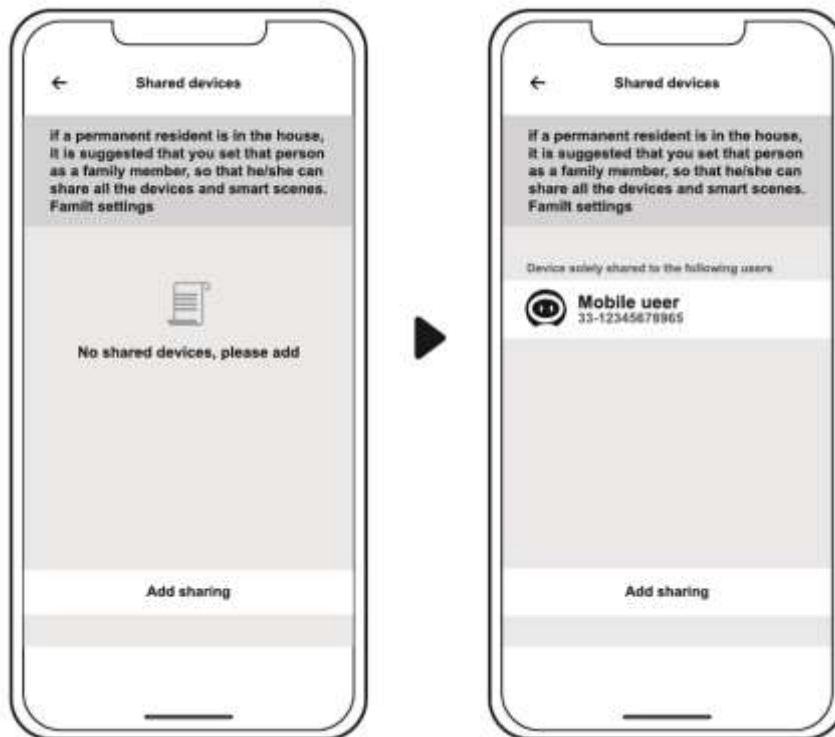 Shared devices
if a permanent resident is in the house,
it is suggested that you set that person
as a family member, so that he/she can
share all the devices and smart scenes.
Familt settings
No shared devices, please add
Add sharing
Shared devices
if a permanent resident is in the house,
it is suggested that you set that person
as a family member, so that he/she can
share all the devices and smart scenes.
Familt settings
Device solely shared to the following users
Mobile ueer
33-12345678965
Add sharing